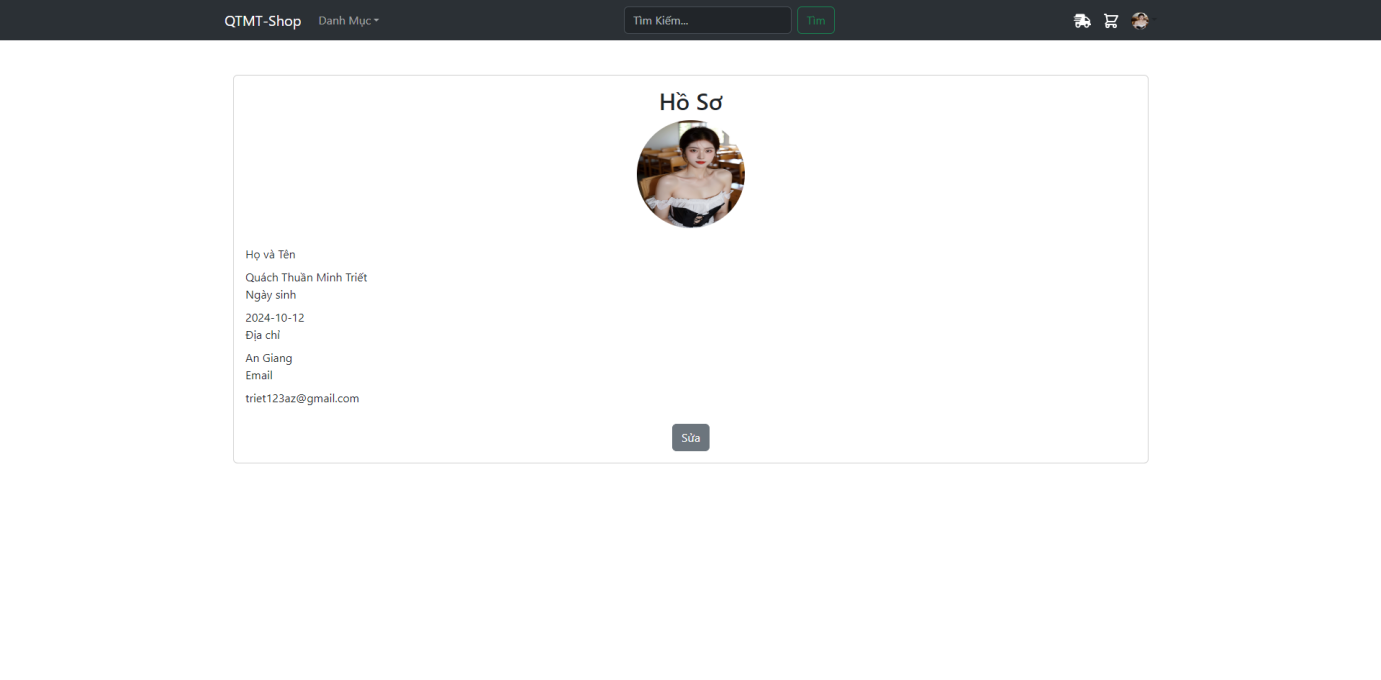 QTMT-Shop Danh Mục Tìm Kiếm... Tìm
Hồ Sơ
Họ và Tên
Quách Thuần Minh Triết
Ngày sinh
2024-10-12
Địa chỉ
An Giang
Email
triet123az@gmail.com
Sửa